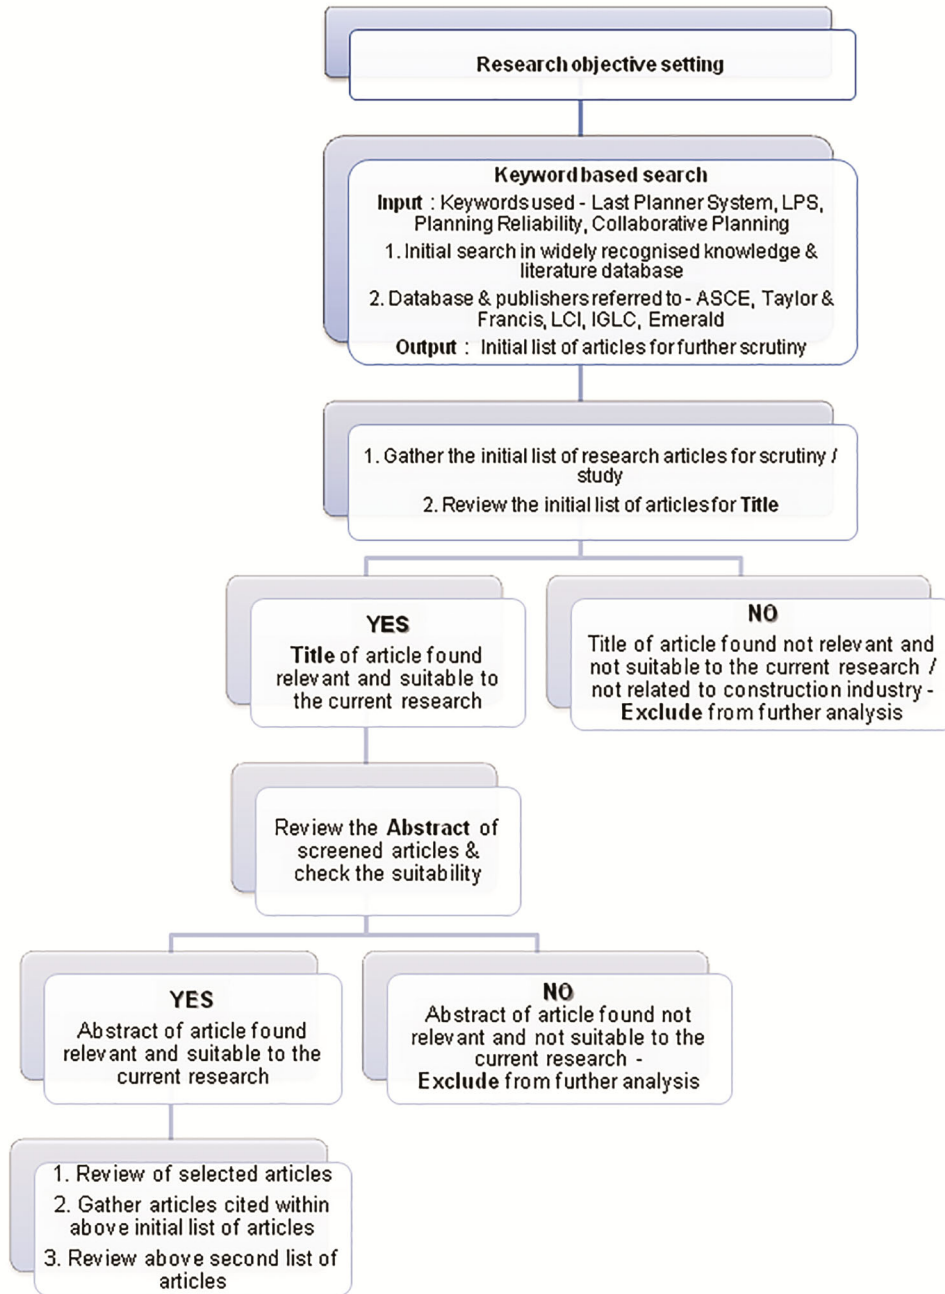 Research objective setting
Keyword based search
Input : Keywords used - Last Planner System, LPS,
Planning Reliability, Collaborative Planning
1. Initial search in widely recognised knowledge &
literature database
2. Database & publishers referred to - ASCE, Taylor &
Francis, LCI, IGLC, Emerald
Output : Initial list of articles for further scrutiny
1. Gather the initial list of research articles for scrutiny /
study
2. Review the initial list of articles for Title
YES
Title of article found
relevant and suitable to
the current research
NO
Title of article found not relevant and
not suitable to the current research /
not related to construction industry -
Exclude from further analysis
Review the Abstract of
screened articles &
check the suitability
YES
Abstract of article found
relevant and suitable to the
current research
NO
Abstract of article found not
relevant and not suitable to the
current research -
Exclude from further analysis
1. Review of selected articles
2. Gather articles cited within
above initial list of articles
3. Review above second list of
articles